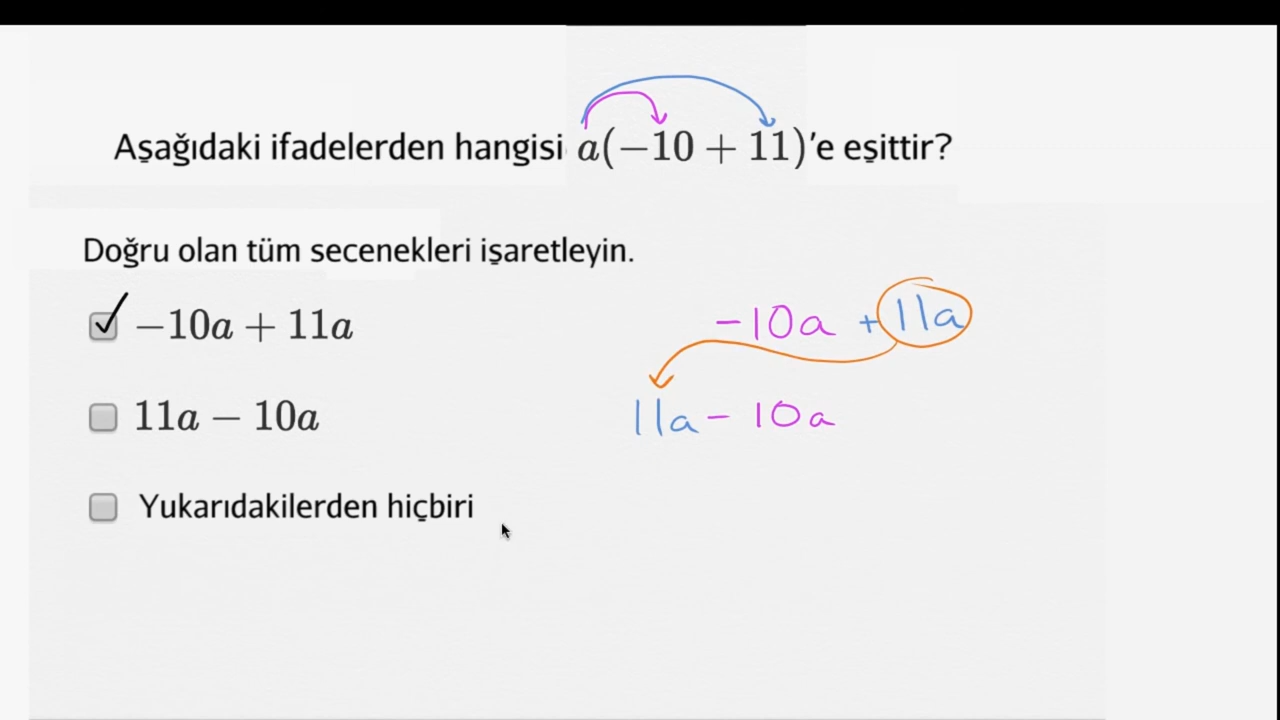 Aşağıdaki ifadelerden hangisi a(−10 + 11)'e eşittir?
Doğru olan tüm secenekleri işaretleyin.
−10a + 11a
-10a +11a
11a − 10a
11a - 10a
Yukarıdakilerden hiçbiri